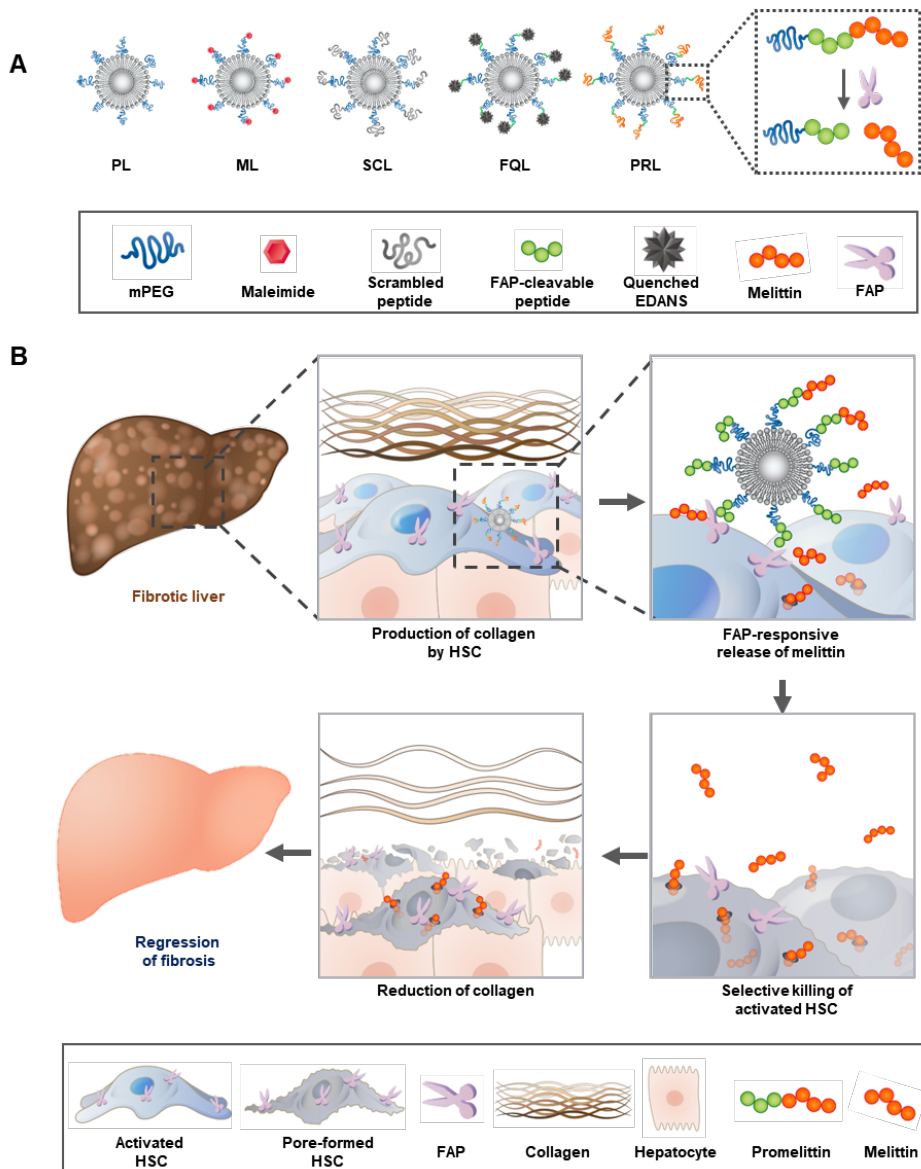 A
PL
ML
SCL
FQL
PRL
mPEG
Maleimide
Scrambled
peptide
FAP-cleavable
peptide
Quenched
EDANS
Melittin
FAP
B
Fibrotic liver
Production of collagen
by HSC
FAP-responsive
release of melittin
Regression
of fibrosis
Reduction of collagen
Selective killing of
activated HSC
Activated
HSC
Pore-formed
HSC
FAP
Collagen
Hepatocyte
Promelittin
Melittin